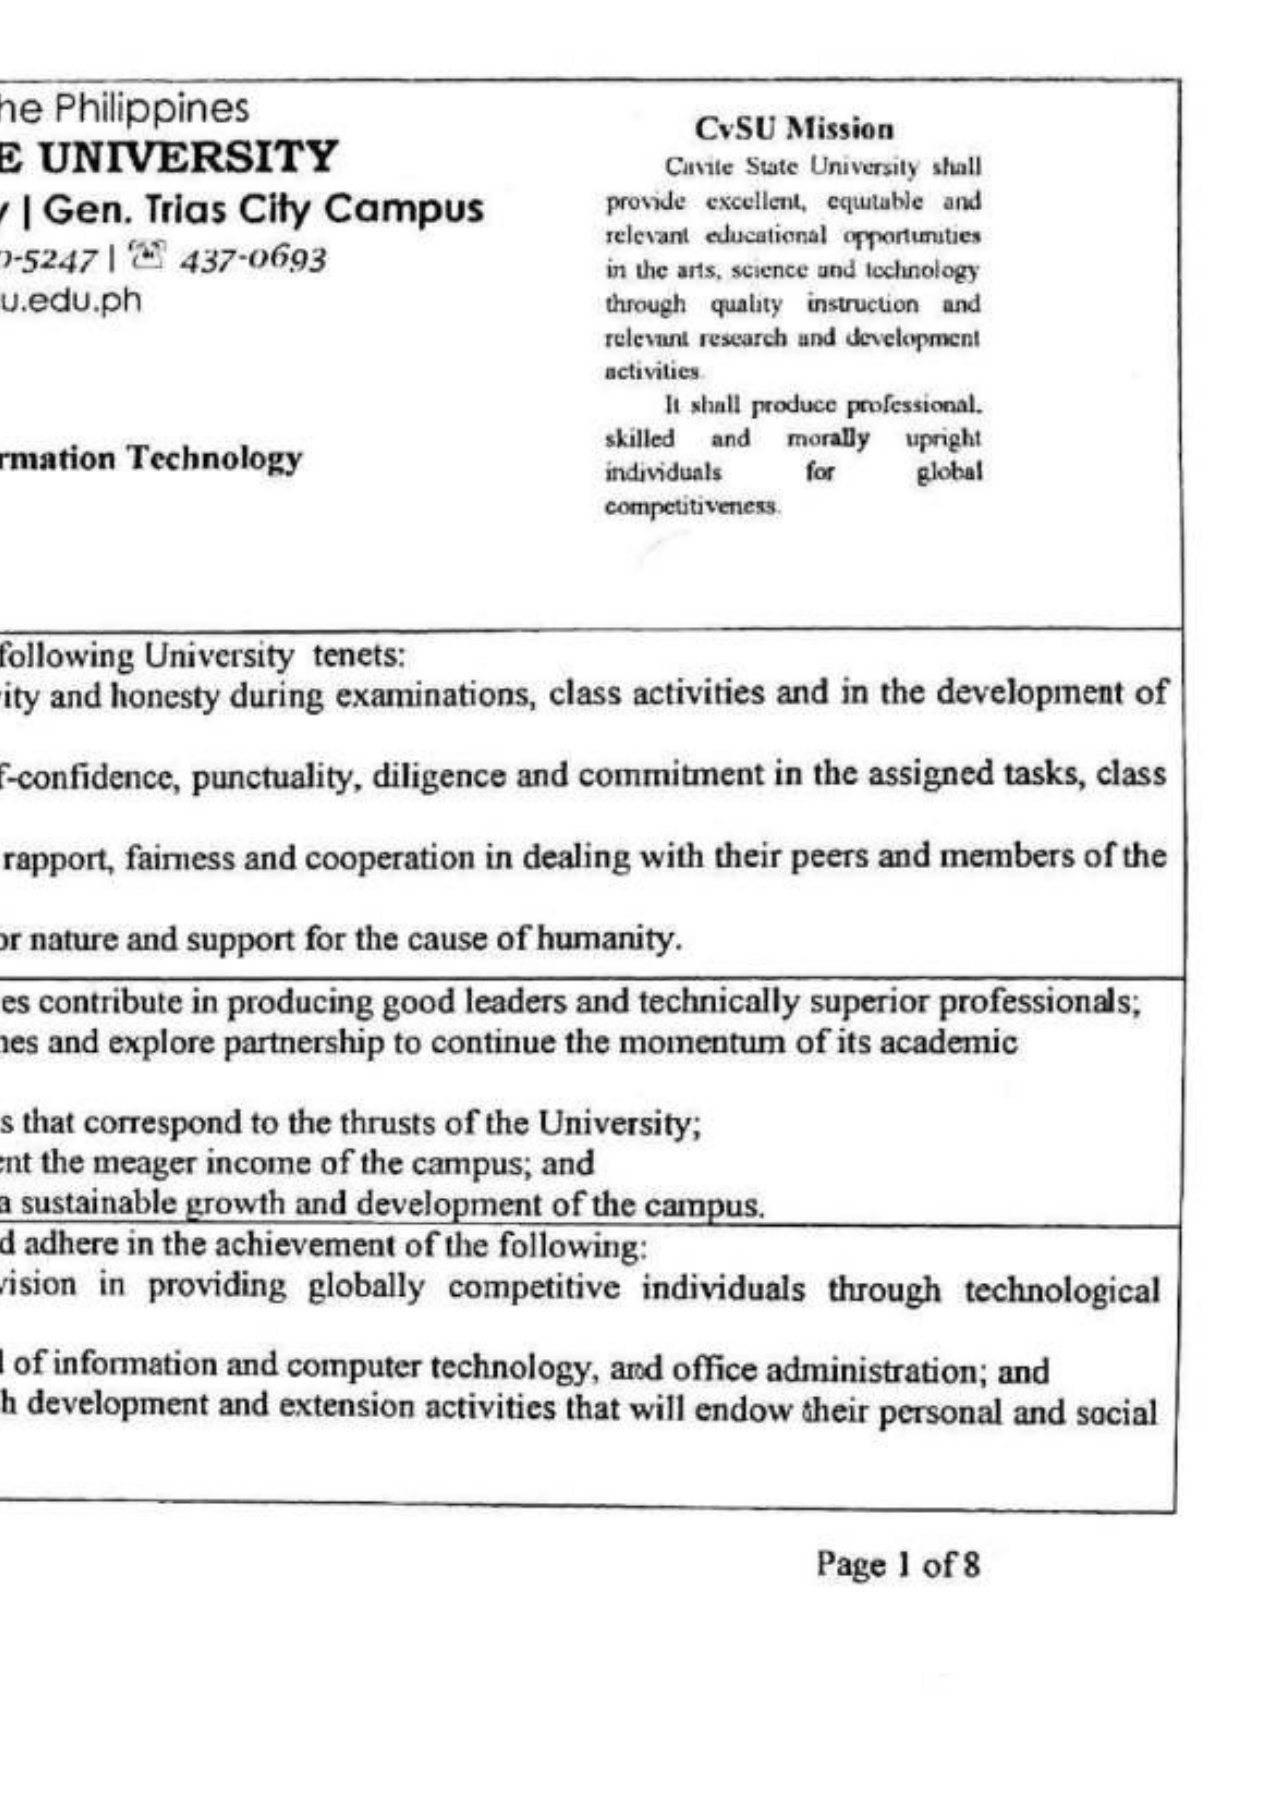 he Philippines
E UNIVERSITY
y | Gen. Trias City Campus
0-5247 | 437-0693
u.edu.ph
rmation Technology
CvSU Mission
Cavite State University shall
provide excellent, equitable and
relevant educational opportunities
in the arts, science and technology
through quality instruction and
relevant research and development
activities.
It shall produce professional,
skilled and morally upright
individuals for global
competitiveness.
following University tenets:
ity and honesty during examinations, class activities and in the development of
f-confidence, punctuality, diligence and commitment in the assigned tasks, class
rapport, fairness and cooperation in dealing with their peers and members of the
or nature and support for the cause of humanity.
es contribute in producing good leaders and technically superior professionals;
nes and explore partnership to continue the momentum of its academic
s that correspond to the thrusts of the University;
ent the meager income of the campus; and
a sustainable growth and development of the campus.
d adhere in the achievement of the following:
vision in providing globally competitive individuals through technological
l of information and computer technology, and office administration; and
h development and extension activities that will endow their personal and social
Page 1 of 8